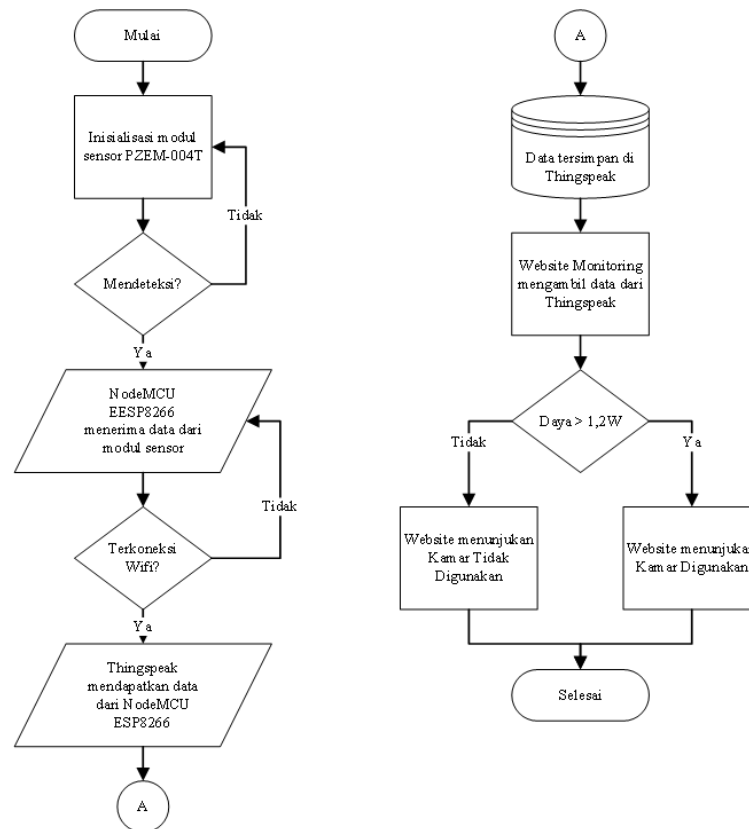 Mulai
Inisialisasi modul
sensor PZEM-004T
Tidak
Mendeteksi?
Ya
NodeMCU
EESP8266
menerima data dari
modul sensor
Tidak
Terkoneksi
Wifi?
Ya
Thingspeak
mendapatkan data
dari NodeMCU
ESP8266
A
A
Data tersimpan di
Thingspeak
Website Monitoring
mengambil data dari
Thingspeak
Daya > 1,2W
Tidak
Ya
Website menunjukan
Kamar Tidak
Digunakan
Website menunjukan
Kamar Digunakan
Selesai